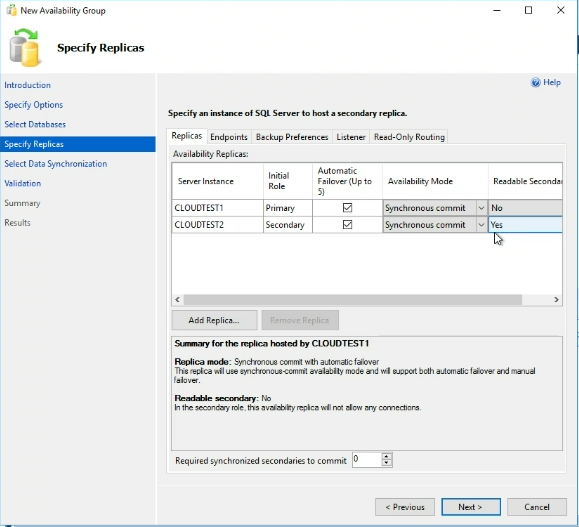 New Availability Group
Specify Replicas
Help
Introduction
Specify Options
Select Databases
Specify Replicas
Select Data Synchronization
Validation
Summary
Results
Specify an instance of SQL Server to host a secondary replica.
Replicas Endpoints Backup Preferences Listener Read-Only Routing
Availability Replicas:
Server Instance
Initial
Role
Automatic
Failover (Up to
5)
Availability Mode
Readable Seconda
CLOUDTEST1 Primary Synchronous commit No
CLOUDTEST2 Secondary Synchronous commit Yes
Add Replica... Remove Replica
Summary for the replica hosted by CLOUDTEST1
Replica mode: Synchronous commit with automatic failover
This replica will use synchronous-commit availability mode and will support both automatic failover and manual
failover.
Readable secondary: No
In the secondary role, this availability replica will not allow any connections.
Required synchronized secondaries to commit 0
< Previous Next > Cancel